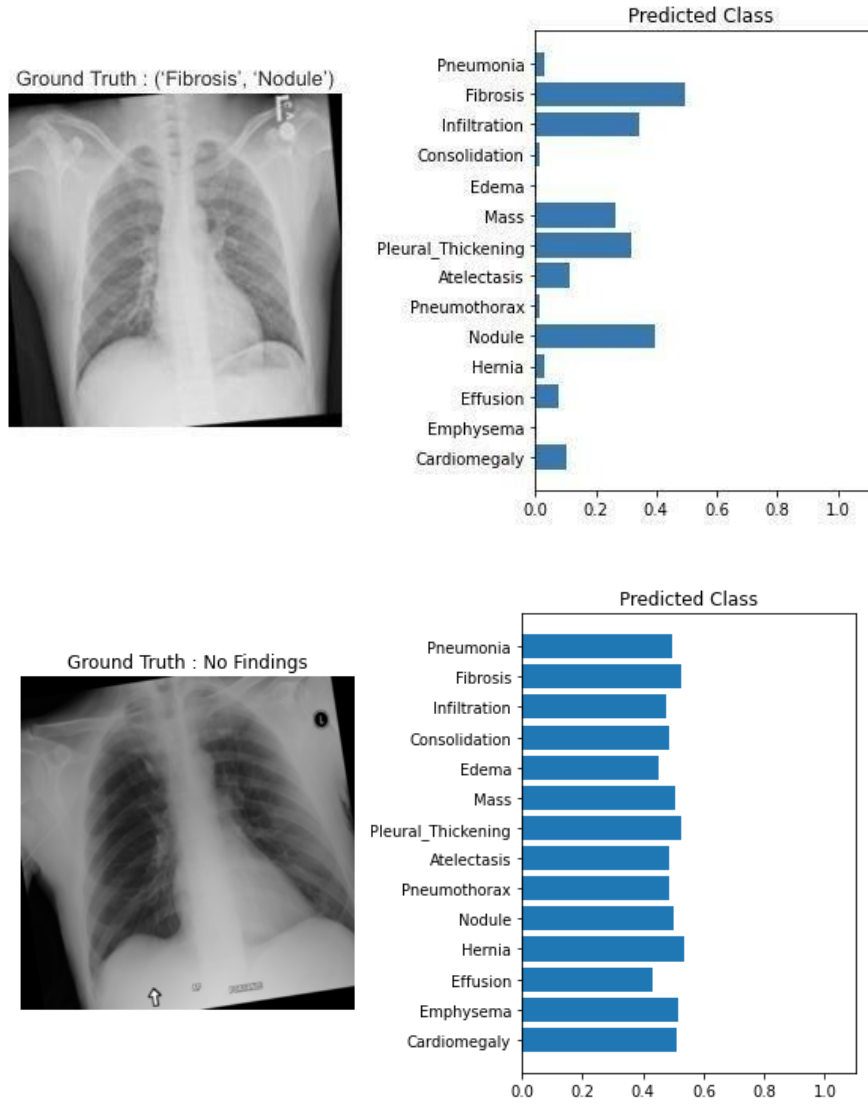 Predicted Class
Ground Truth : (‘Fibrosis’, ‘Nodule’)
L
Pneumonia
Fibrosis
Infiltration
Consolidation
Edema
Mass
Pleural_Thickening
Atelectasis
Pneumothorax
Nodule
Hernia
Effusion
Emphysema
Cardiomegaly
0.0 0.2 0.4 0.6 0.8 1.0
Predicted Class
Ground Truth : No Findings
L
Pneumonia
Fibrosis
Infiltration
Consolidation
Edema
Mass
Pleural_Thickening
Atelectasis
Pneumothorax
Nodule
Hernia
Effusion
Emphysema
Cardiomegaly
AP
0.0 0.2 0.4 0.6 0.8 1.0